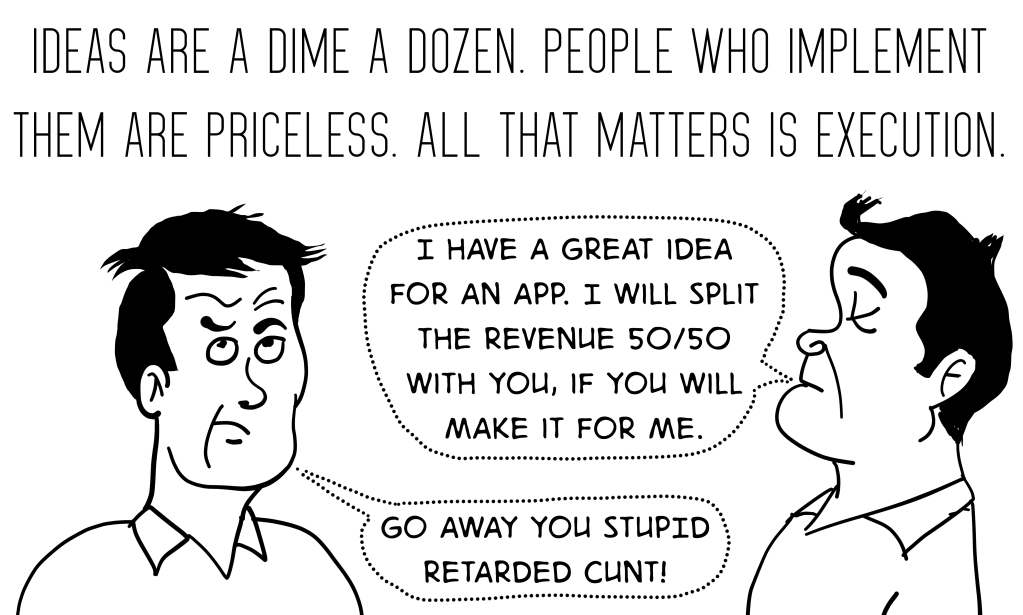 IDEAS ARE A DIME A DOZEN. PEOPLE WHO IMPLEMENT
THEM ARE PRICELESS. ALL THAT MATTERS IS EXECUTION.
I HAVE A GREAT IDEA
FOR AN APP. I WILL SPLIT
THE REVENUE 50/50
WITH YOU, IF YOU WILL
MAKE IT FOR ME.
GO AWAY YOU STUPID
RETARDED CUNT!